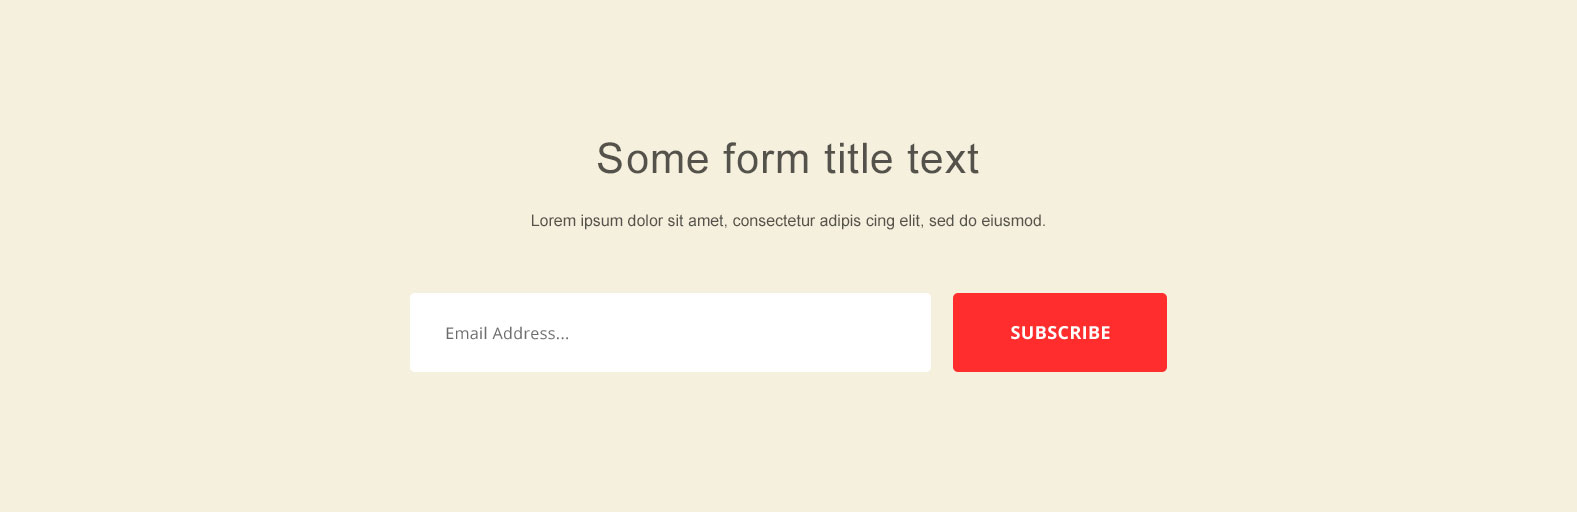 Some form title text
Lorem ipsum dolor sit amet, consectetur adipis cing elit, sed do eiusmod.
Email Address...
SUBSCRIBE